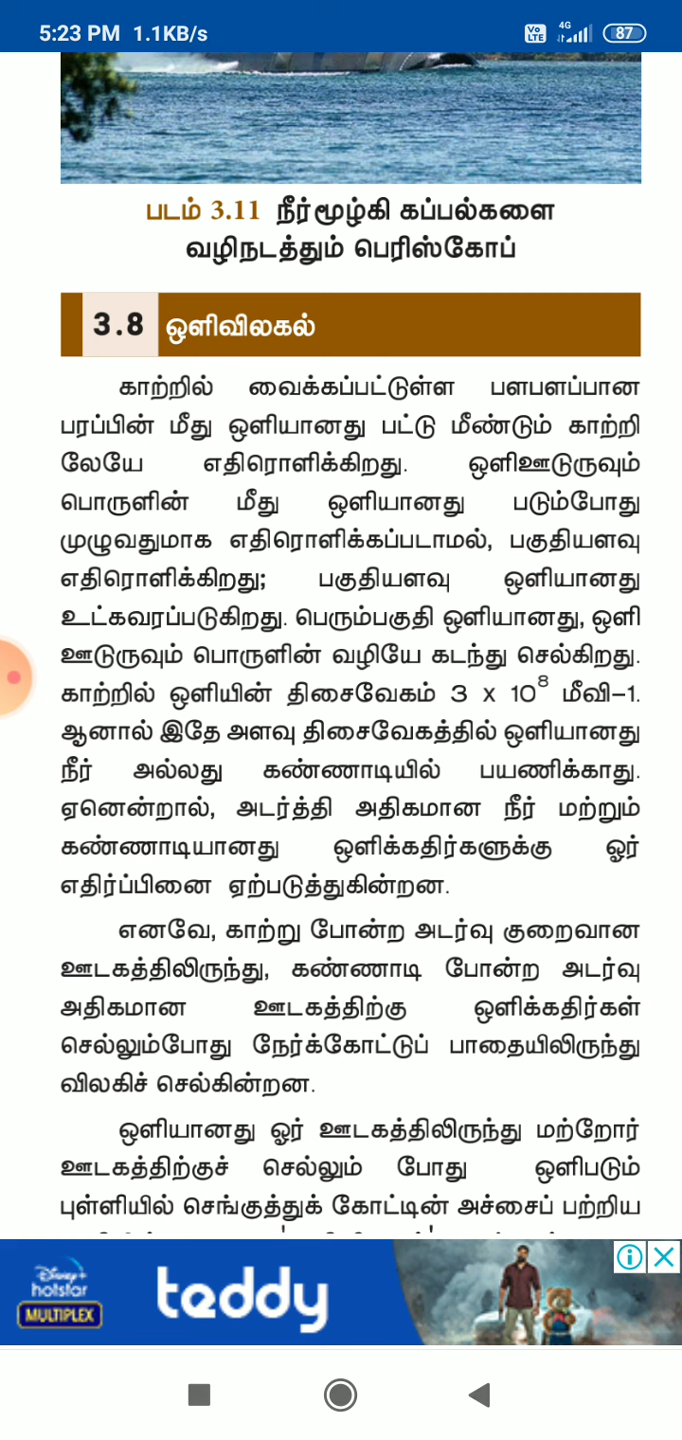 5:23 PM 1.1KB/s
Vo LTE 4G 87
படம் 3.11 நீர்மூழ்கி கப்பல்களை
வழிநடத்தும் பெரிஸ்கோப்
3.8 ஒளிவிலகல்
காற்றில் வைக்கப்பட்டுள்ள பளபளப்பான
பரப்பின் மீது ஒளியானது பட்டு மீண்டும் காற்றி
லேயே எதிரொளிக்கிறது. ஒளிஊடுருவும்
பொருளின் மீது ஒளியானது படும்போது
முழுவதுமாக எதிரொளிக்கப்படாமல், பகுதியளவு
எதிரொளிக்கிறது; பகுதியளவு ஒளியானது
உட்கவரப்படுகிறது. பெரும்பகுதி ஒளியானது, ஒளி
ஊடுருவும் பொருளின் வழியே கடந்து செல்கிறது.
காற்றில் ஒளியின் திசைவேகம் 3 x 10⁸ மீவி–1.
ஆனால் இதே அளவு திசைவேகத்தில் ஒளியானது
நீர் அல்லது கண்ணாடியில் பயணிக்காது.
ஏனென்றால், அடர்த்தி அதிகமான நீர் மற்றும்
கண்ணாடியானது ஒளிக்கதிர்களுக்கு ஓர்
எதிர்ப்பினை ஏற்படுத்துகின்றன.
எனவே, காற்று போன்ற அடர்வு குறைவான
ஊடகத்திலிருந்து, கண்ணாடி போன்ற அடர்வு
அதிகமான ஊடகத்திற்கு ஒளிக்கதிர்கள்
செல்லும்போது நேர்க்கோட்டுப் பாதையிலிருந்து
விலகிச் செல்கின்றன.
ஒளியானது ஓர் ஊடகத்திலிருந்து மற்றோர்
ஊடகத்திற்குச் செல்லும் போது ஒளிபடும்
புள்ளியில் செங்குத்துக் கோட்டின் அச்சைப் பற்றிய
Disney+
hotstar
MULTIPLEX
teddy